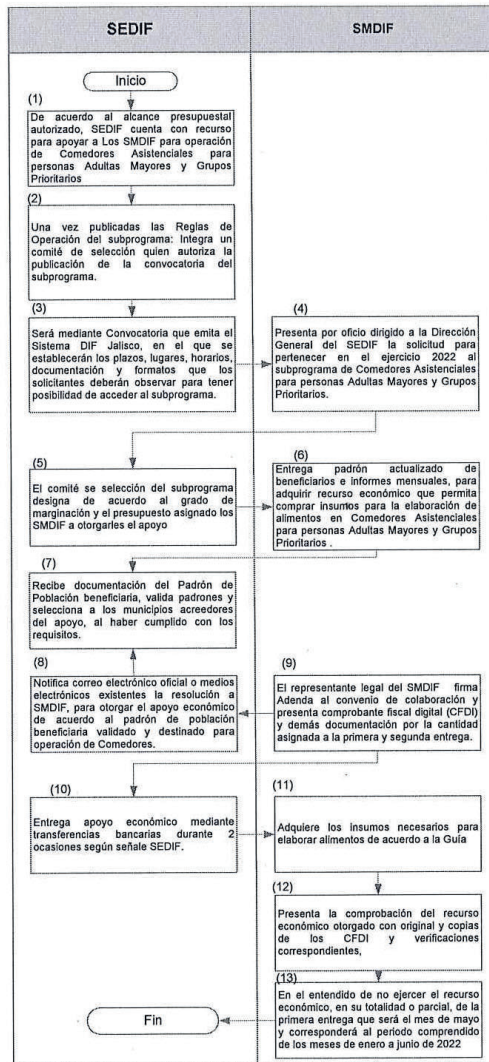 SEDIF
SMDIF
Inicio
(1)
De acuerdo al alcance presupuestal
autorizado, SEDIF cuenta con recurso
para apoyar a Los SMDIF para operación
de Comedores Asistenciales para
personas Adultas Mayores y Grupos
Prioritarios
(2)
Una vez publicadas las Reglas de
Operación del subprograma: Integra un
comité de selección quien autoriza la
publicación de la convocatoria del
subprograma.
(3)
Será mediante Convocatoria que emita el
Sistema DIF Jalisco, en el que se
establecerán los plazos, lugares, horarios,
documentación y formatos que los
solicitantes deberán observar para tener
posibilidad de acceder al subprograma.
(4)
Presenta por oficio dirigido a la Dirección
General del SEDIF la solicitud para
pertenecer en el ejercicio 2022 al
subprograma de Comedores Asistenciales
para personas Adultas Mayores y Grupos
Prioritarios.
(5)
El comité se selección del subprograma
designa de acuerdo al grado de
marginación y el presupuesto asignado los
SMDIF a otorgarles el apoyo
(6)
Entrega padrón actualizado de
beneficiarios e informes mensuales, para
adquirir recurso económico que permita
comprar insumos para la elaboración de
alimentos en Comedores Asistenciales
para personas Adultas Mayores y Grupos
Prioritarios .
(7)
Recibe documentación del Padrón de
Población beneficiaria, valida padrones y
selecciona a los municipios acreedores
del apoyo, al haber cumplido con los
requisitos.
(8)
Notifica correo electrónico oficial o medios
electrónicos existentes la resolución a
SMDIF, para otorgar el apoyo económico
de acuerdo al padrón de población
beneficiaria validado y destinado para
operación de Comedores.
(9)
El representante legal del SMDIF firma
Adenda al convenio de colaboración y
presenta comprobante fiscal digital (CFDI)
y demás documentación por la cantidad
asignada a la primera y segunda entrega.
(10)
Entrega apoyo económico mediante
transferencias bancarias durante 2
ocasiones según señale SEDIF.
(11)
Adquiere los insumos necesarios para
elaborar alimentos de acuerdo a la Guía
(12)
Presenta la comprobación del recurso
económico otorgado con original y copias
de los CFDI y verificaciones
correspondientes,
(13)
En el entendido de no ejercer el recurso
económico, en su totalidad o parcial, de la
primera entrega que será el mes de mayo
y corresponderá al periodo comprendido
de los meses de enero a junio de 2022
Fin